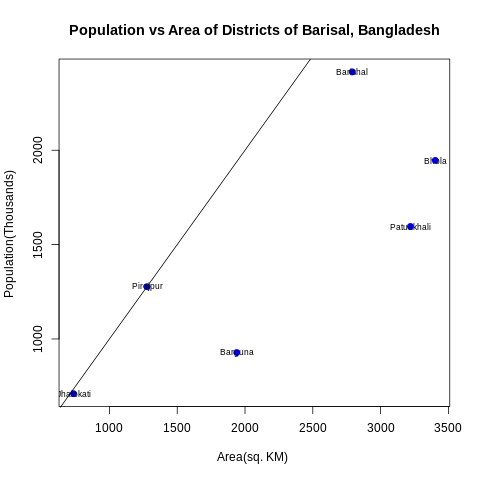 Population vs Area of Districts of Barisal, Bangladesh
Population(Thousands)
2000
1500
1000
Barishal
Bhola
Patuakhali
Pirojpur
Barguna
Jhalokati
1000 1500 2000 2500 3000 3500
Area(sq. KM)